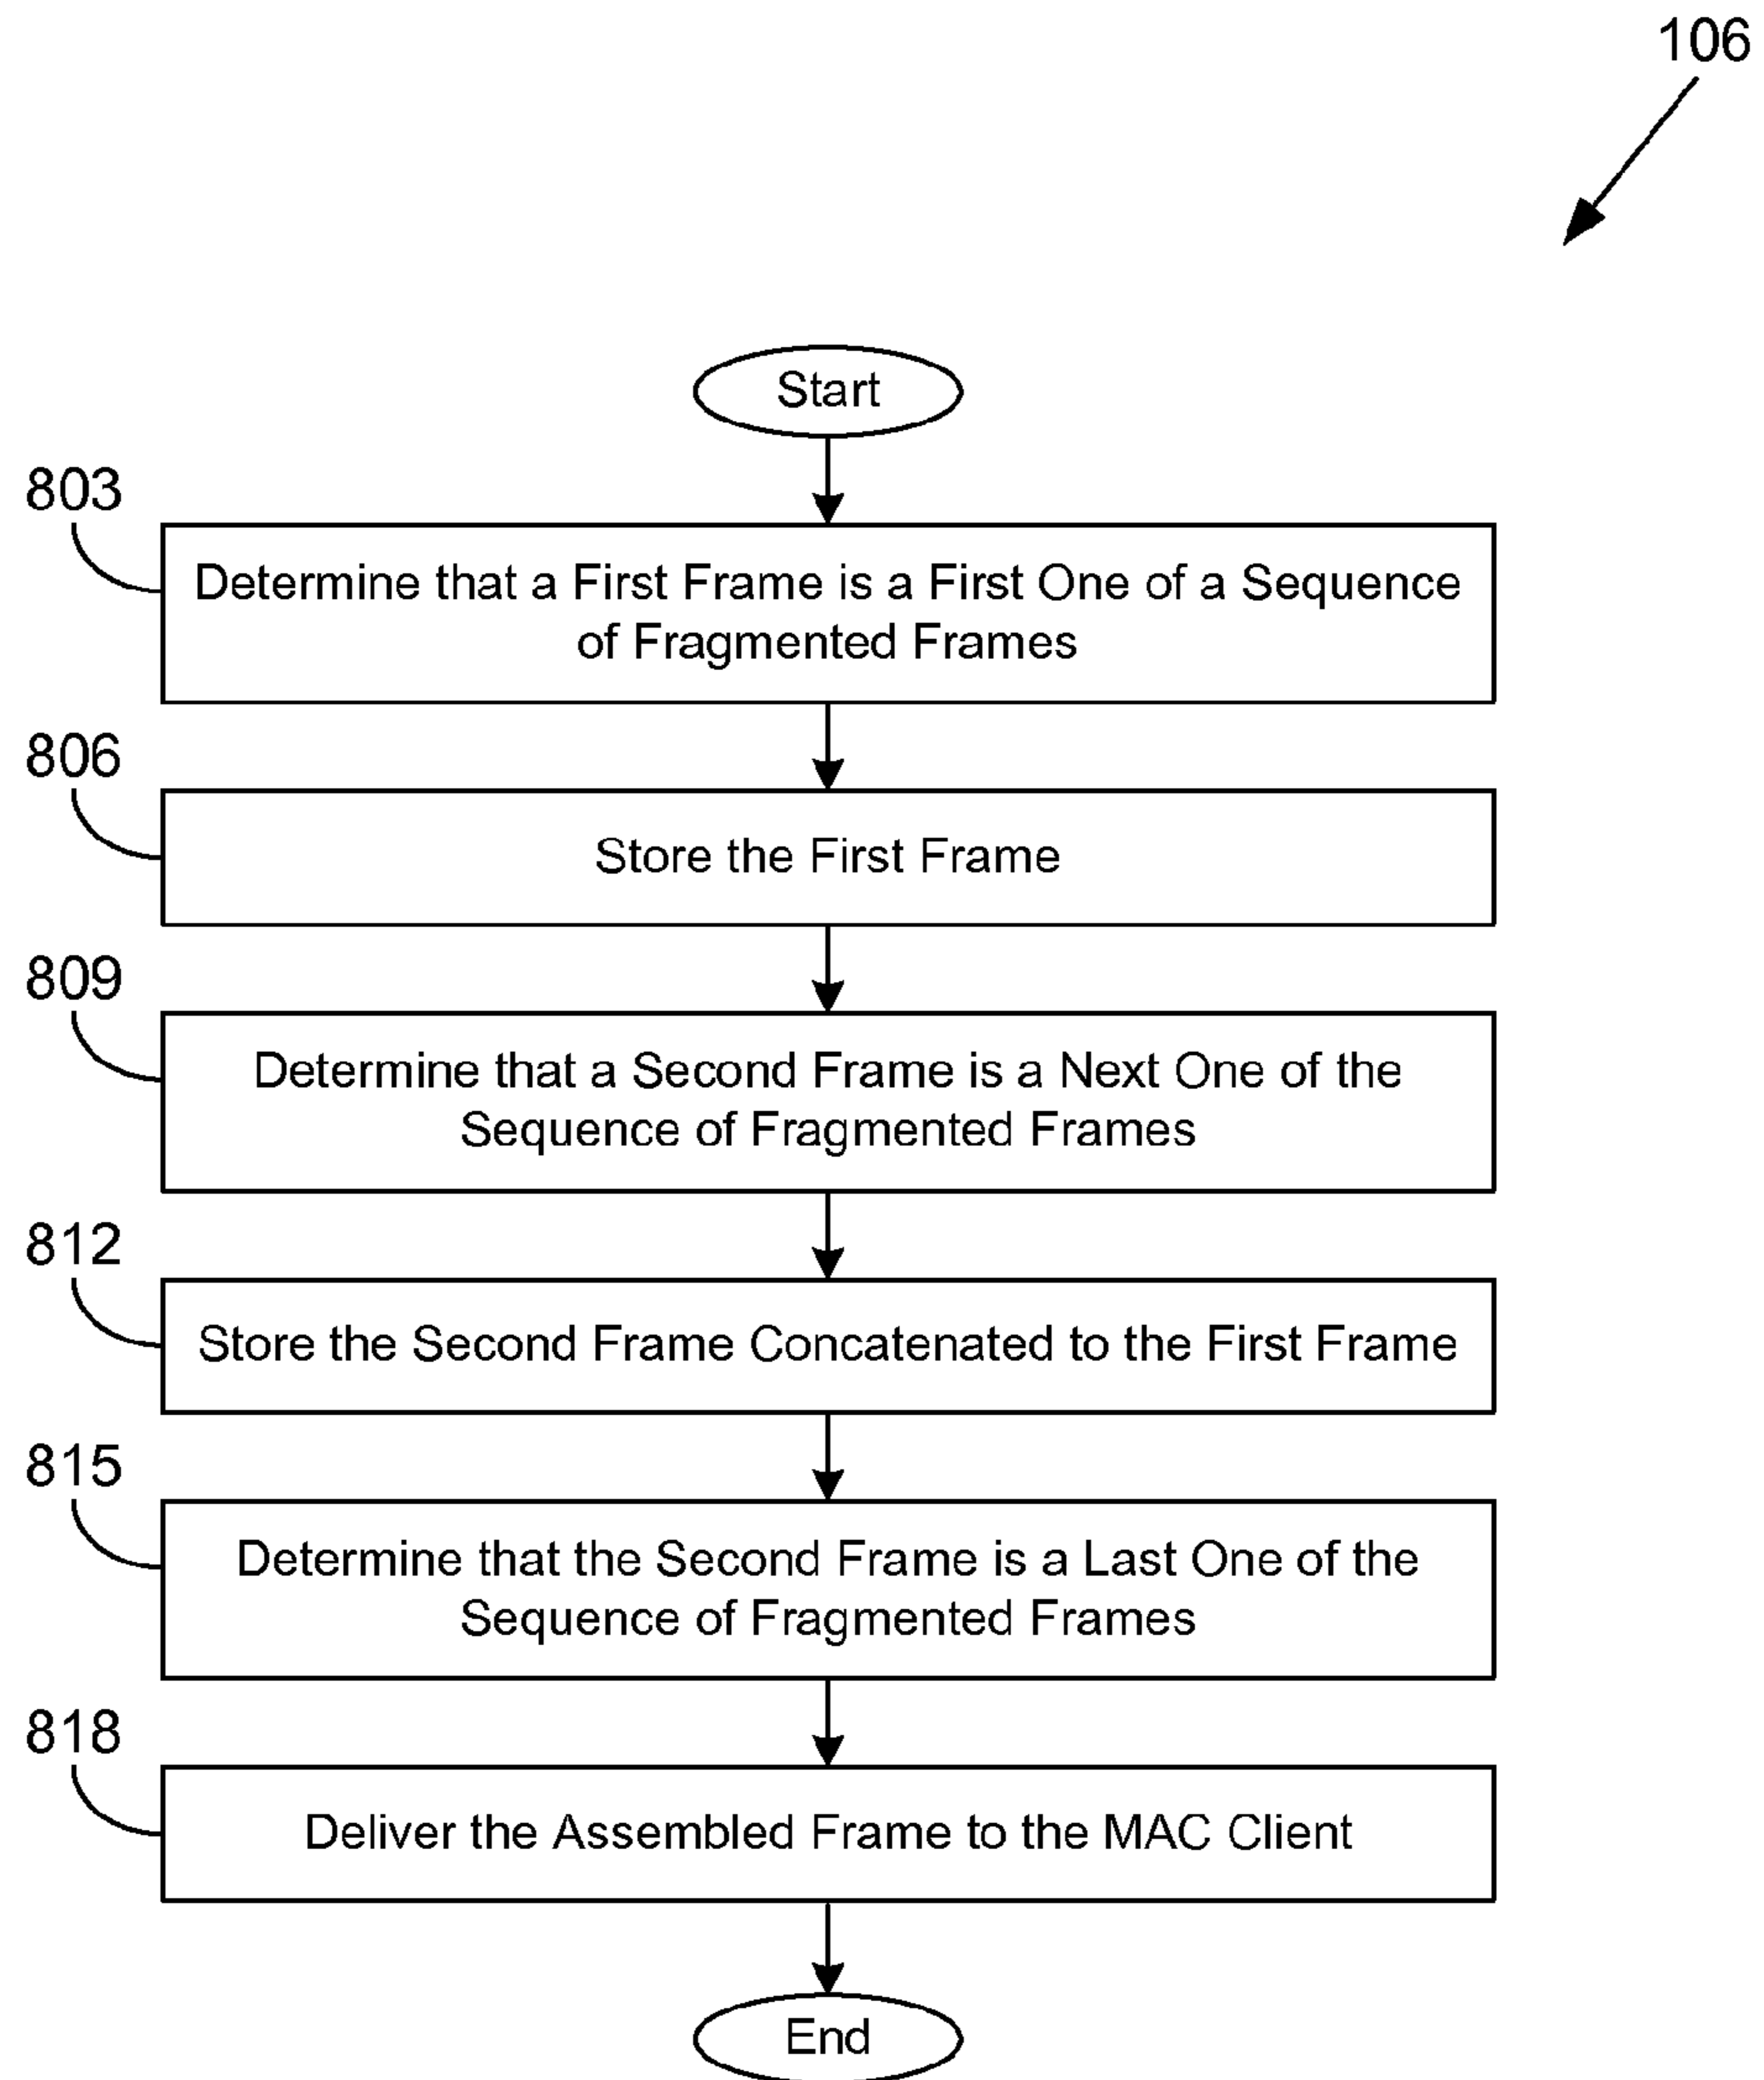 106
Start
803
Determine that a First Frame is a First One of a Sequence
of Fragmented Frames
806
Store the First Frame
809
Determine that a Second Frame is a Next One of the
Sequence of Fragmented Frames
812
Store the Second Frame Concatenated to the First Frame
815
Determine that the Second Frame is a Last One of the
Sequence of Fragmented Frames
818
Deliver the Assembled Frame to the MAC Client
End